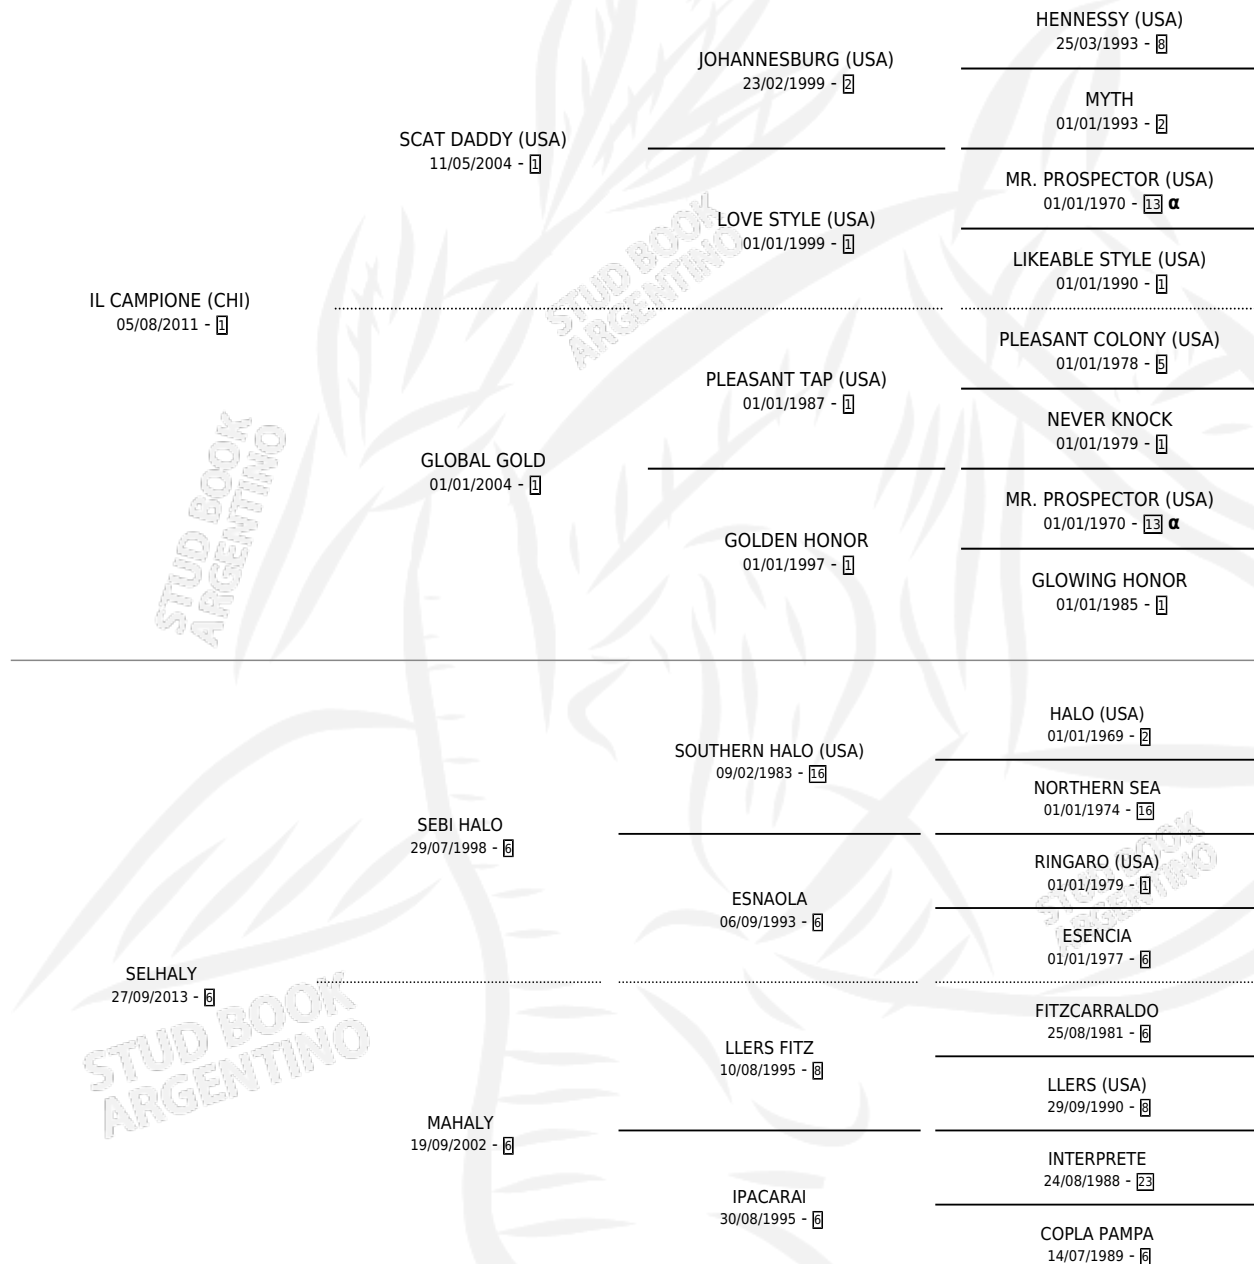 HENNESSY (USA)
25/03/1993 - 8
JOHANNESBURG (USA)
23/02/1999 - 2
MYTH
01/01/1993 - 2
SCAT DADDY (USA)
11/05/2004 - 1
MR. PROSPECTOR (USA)
01/01/1970 - 13 α
LOVE STYLE (USA)
01/01/1999 - 1
LIKEABLE STYLE (USA)
01/01/1990 - 1
IL CAMPIONE (CHI)
05/08/2011 - 1
PLEASANT COLONY (USA)
01/01/1978 - 5
PLEASANT TAP (USA)
01/01/1987 - 1
NEVER KNOCK
01/01/1979 - 1
GLOBAL GOLD
01/01/2004 - 1
MR. PROSPECTOR (USA)
01/01/1970 - 13 α
GOLDEN HONOR
01/01/1997 - 1
GLOWING HONOR
01/01/1985 - 1
HALO (USA)
01/01/1969 - 2
SOUTHERN HALO (USA)
09/02/1983 - 16
NORTHERN SEA
01/01/1974 - 16
SEBI HALO
29/07/1998 - 6
RINGARO (USA)
01/01/1979 - 1
ESNAOLA
06/09/1993 - 6
ESENCIA
01/01/1977 - 6
SELHALY
27/09/2013 - 6
FITZCARRALDO
25/08/1981 - 6
LLERS FITZ
10/08/1995 - 8
LLERS (USA)
29/09/1990 - 8
MAHALY
19/09/2002 - 6
INTERPRETE
24/08/1988 - 23
IPACARAI
30/08/1995 - 6
COPLA PAMPA
14/07/1989 - 6
STUD BOOK
ARGENTINO
STUD BOOK
ARGENTINO
STUD BOOK
ARGENTINO
STUD BOOK
ARGENTINO